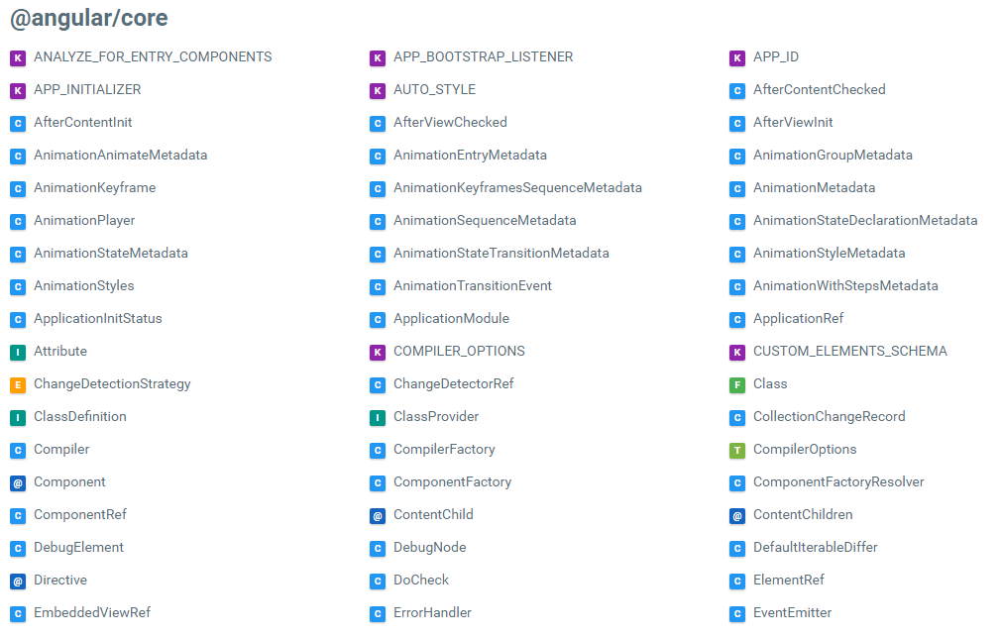 @angular/core
K ANALYZE_FOR_ENTRY_COMPONENTS K APP_BOOTSTRAP_LISTENER K APP_ID
K APP_INITIALIZER K AUTO_STYLE C AfterContentChecked
C AfterContentInit C AfterViewChecked C AfterViewInit
C AnimationAnimateMetadata C AnimationEntryMetadata C AnimationGroupMetadata
C AnimationKeyframe C AnimationKeyframesSequenceMetadata C AnimationMetadata
C AnimationPlayer C AnimationSequenceMetadata C AnimationStateDeclarationMetadata
C AnimationStateMetadata C AnimationStateTransitionMetadata C AnimationStyleMetadata
C AnimationStyles C AnimationTransitionEvent C AnimationWithStepsMetadata
C ApplicationInitStatus C ApplicationModule C ApplicationRef
I Attribute K COMPILER_OPTIONS K CUSTOM_ELEMENTS_SCHEMA
E ChangeDetectionStrategy C ChangeDetectorRef F Class
I ClassDefinition I ClassProvider C CollectionChangeRecord
C Compiler C CompilerFactory T CompilerOptions
@ Component C ComponentFactory C ComponentFactoryResolver
C ComponentRef @ ContentChild @ ContentChildren
C DebugElement C DebugNode C DefaultIterableDiffer
@ Directive C DoCheck C ElementRef
C EmbeddedViewRef C ErrorHandler C EventEmitter